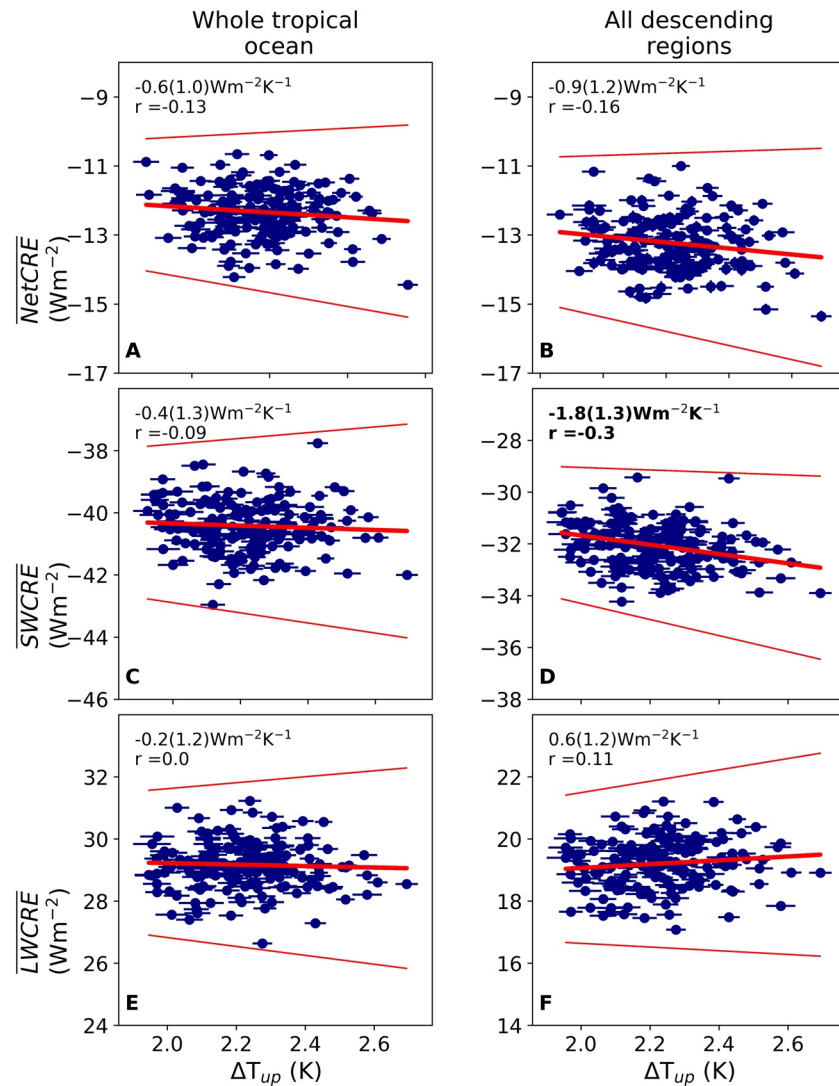 Whole tropical
ocean
All descending
regions
-0.6(1.0)Wm⁻²K⁻¹
r =-0.13
−9
−11
−13
−15
−17
NetCRE
(Wm⁻²)
A
-0.9(1.2)Wm⁻²K⁻¹
r =-0.16
−9
−11
−13
−15
−17
B
-0.4(1.3)Wm⁻²K⁻¹
r =-0.09
−38
−40
−42
−44
−46
SWCRE
(Wm⁻²)
C
-1.8(1.3)Wm⁻²K⁻¹
r =-0.3
−28
−30
−32
−34
−36
−38
D
-0.2(1.2)Wm⁻²K⁻¹
r =0.0
32
30
28
26
24
LWCRE
(Wm⁻²)
E
0.6(1.2)Wm⁻²K⁻¹
r =0.11
22
20
18
16
14
F
2.0 2.2 2.4 2.6
ΔT_up (K)
2.0 2.2 2.4 2.6
ΔT_up (K)